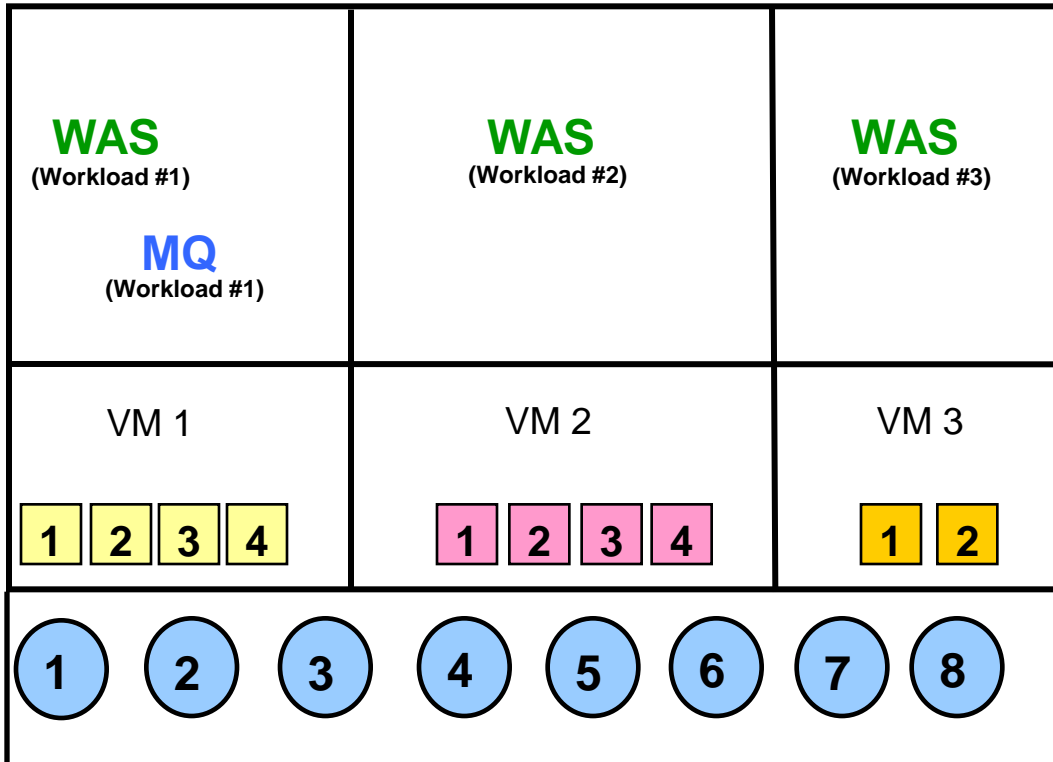 WAS
(Workload #1)
MQ
(Workload #1)
WAS
(Workload #2)
WAS
(Workload #3)
VM 1
1 2 3 4
VM 2
1 2 3 4
VM 3
1 2
1 2 3 4 5 6 7 8